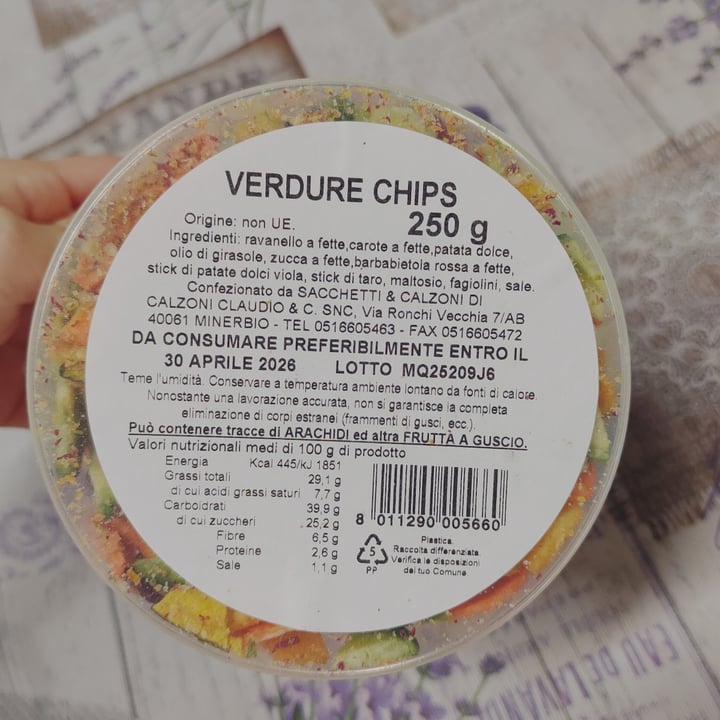 VERDURE CHIPS
250 g
Origine: non UE.
Ingredienti: ravanello a fette,carote a fette,patata dolce,
olio di girasole, zucca a fette,barbabietola rossa a fette,
stick di patate dolci viola, stick di taro, maltosio, fagiolini, sale.
Confezionato da SACCHETTI & CALZONI DI
CALZONI CLAUDIO & C. SNC, Via Ronchi Vecchia 7/AB
40061 MINERBIO - TEL 0516605463 - FAX 0516605472
DA CONSUMARE PREFERIBILMENTE ENTRO IL
30 APRILE 2026 LOTTO MQ25209J6
Teme l'umidità. Conservare a temperatura ambiente lontano da fonti di calore.
Nonostante una lavorazione accurata, non si garantisce la completa
eliminazione di corpi estranei (frammenti di gusci, ecc.).
Può contenere tracce di ARACHIDI ed altra FRUTTA A GUSCIO.
Valori nutrizionali medi di 100 g di prodotto
Energia Kcal 445/kJ 1851
Grassi totali 29,1 g
di cui acidi grassi saturi 7,7 g
Carboidrati 39,9 g
di cui zuccheri 25,2 g
Fibre 6,5 g
Proteine 2,6 g
Sale 1,1 g
8 011290 005660
5
PP
Plastica.
Raccolta differenziata.
Verifica le disposizioni
del tuo Comune.
EAU DE LAVANDE